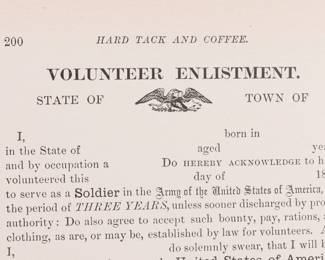 200 HARD TACK AND COFFEE.
VOLUNTEER ENLISTMENT.
STATE OF TOWN OF
I, born in
in the State of aged
and by occupation a DO HEREBY ACKNOWLEDGE to
volunteered this day of 18
to serve as a Soldier in the Army of the United States of America,
the period of THREE YEARS, unless sooner discharged by
authority: Do also agree to accept such bounty, pay, rations,
clothing, as are, or may be, established by law for volunteers.
I, do solemnly swear, that I will
United States of